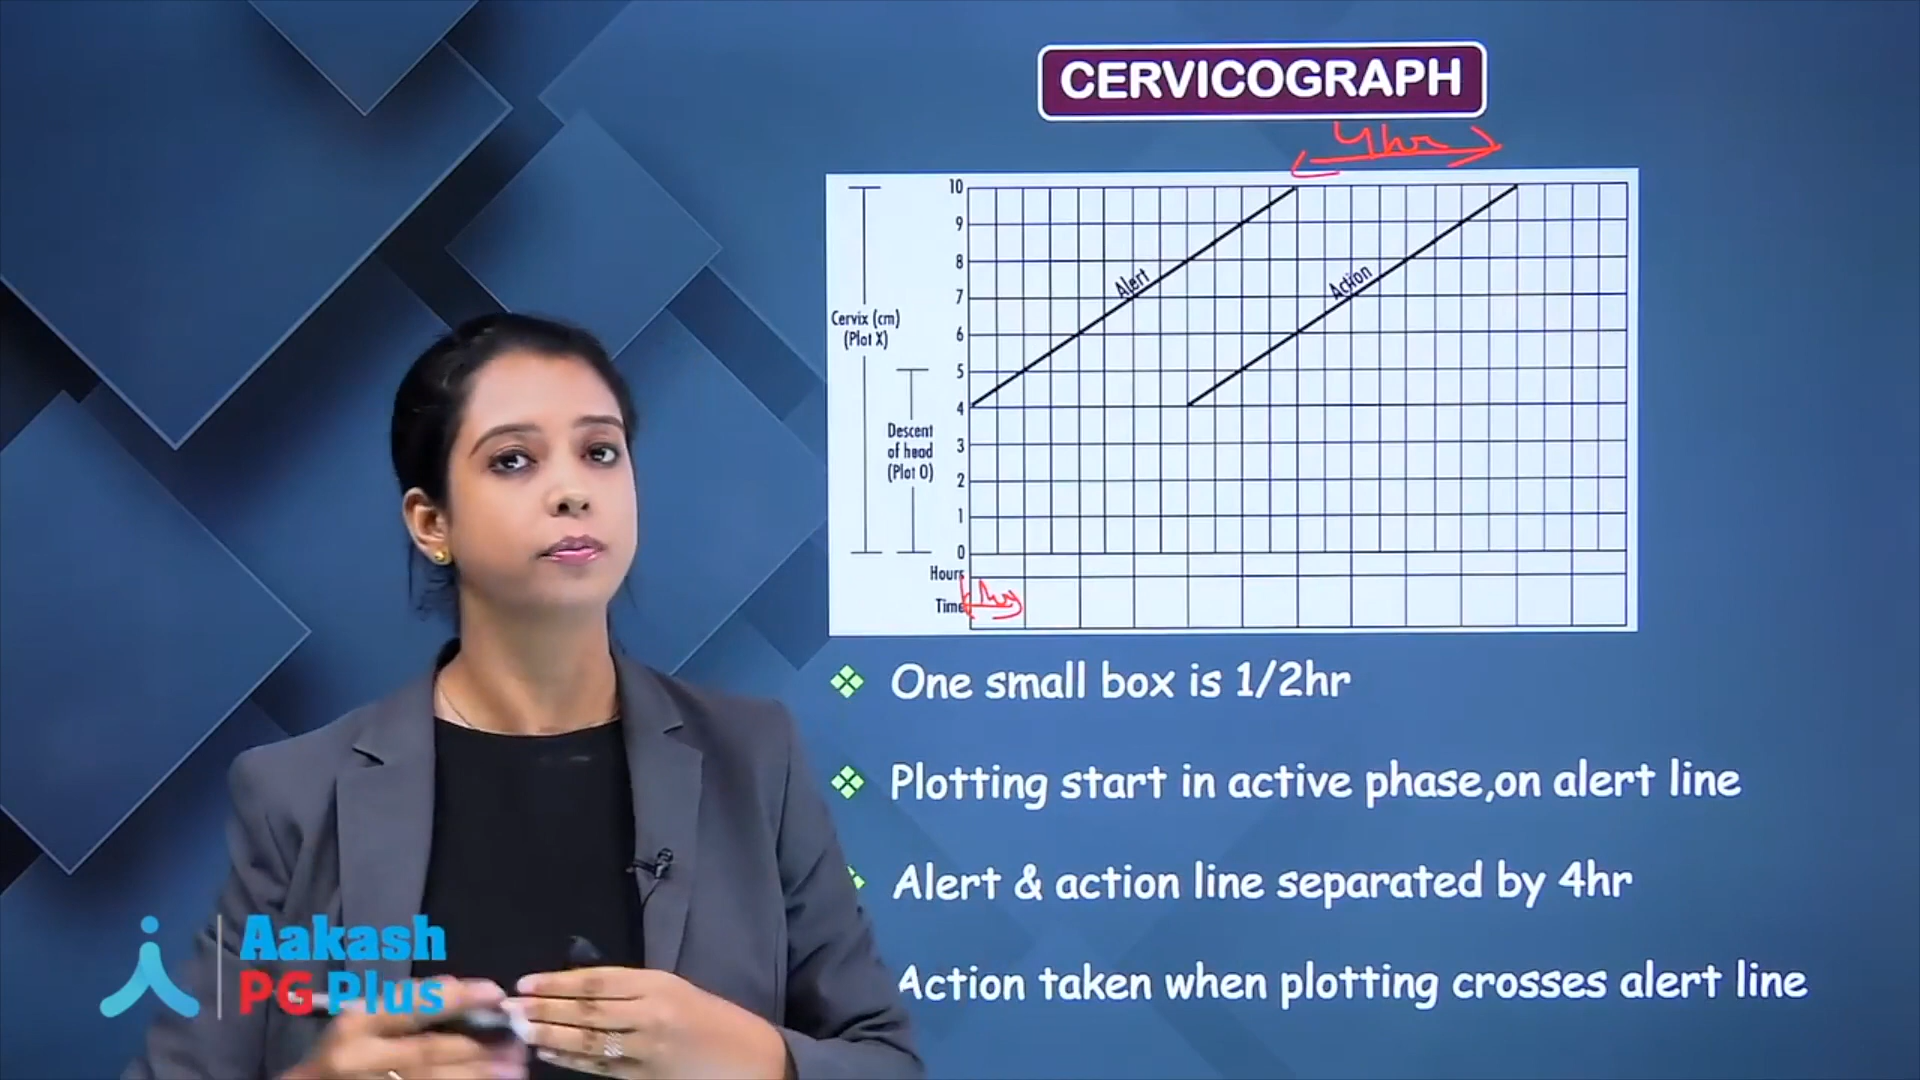 CERVICOGRAPH
4hr
10
9
8
7
6
5
4
3
2
1
0
Alert
Action
Cervix (cm)
(Plot X)
Descent
of head
(Plot O)
Hours
Time
One small box is 1/2hr
Plotting start in active phase,on alert line
Alert & action line separated by 4hr
Action taken when plotting crosses alert line
Aakash
PG Plus